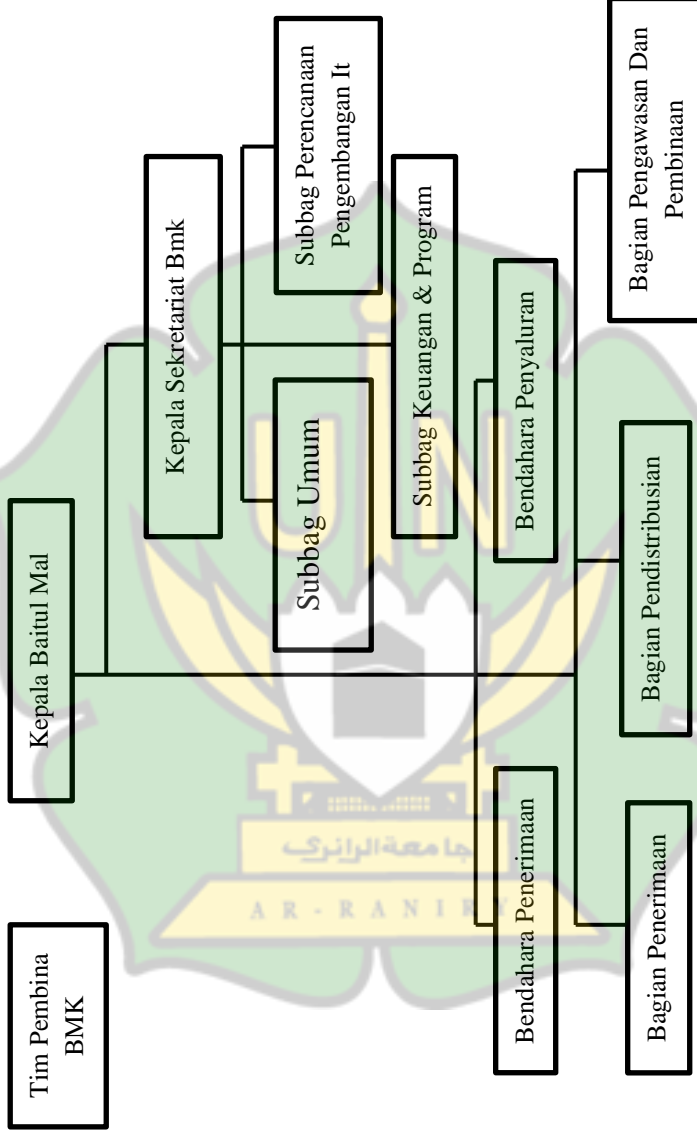 Tim Pembina
BMK
Kepala Baitul Mal
Kepala Sekretariat Bmk
Subbag Umum
Subbag Perencanaan
Pengembangan It
Subbag Keuangan & Program
Bendahara Penerimaan
Bendahara Penyaluran
Bagian Penerimaan
Bagian Pendistribusian
Bagian Pengawasan Dan
Pembinaan
UIN
جامعة الرانري
AR-RANIRY